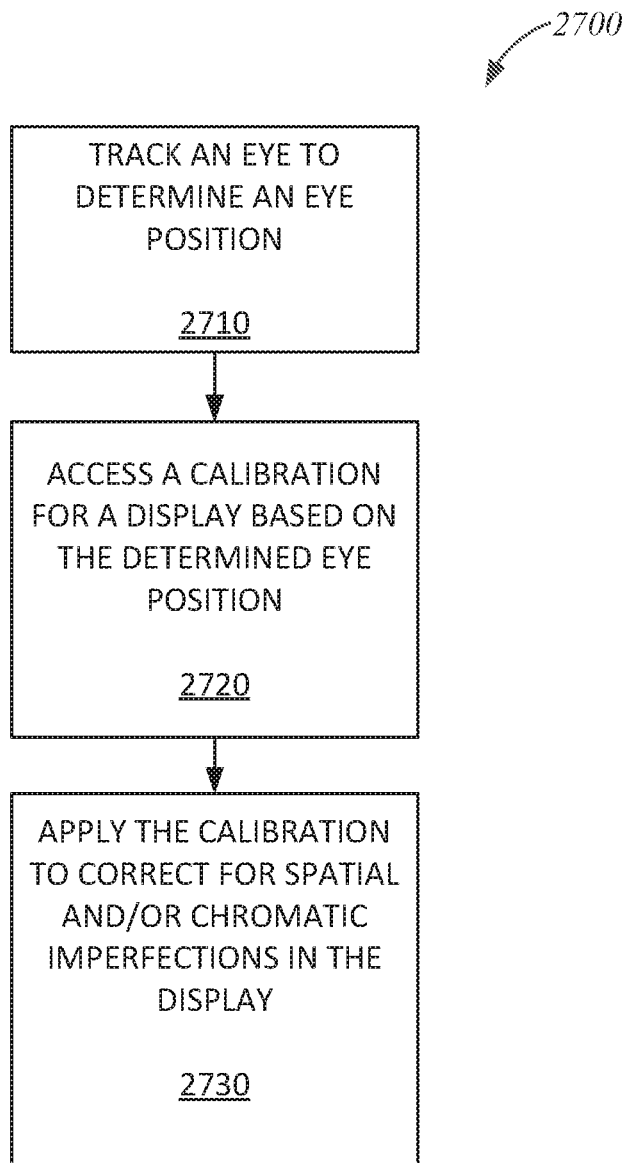 2700
TRACK AN EYE TO
DETERMINE AN EYE
POSITION
2710
ACCESS A CALIBRATION
FOR A DISPLAY BASED ON
THE DETERMINED EYE
POSITION
2720
APPLY THE CALIBRATION
TO CORRECT FOR SPATIAL
AND/OR CHROMATIC
IMPERFECTIONS IN THE
DISPLAY
2730